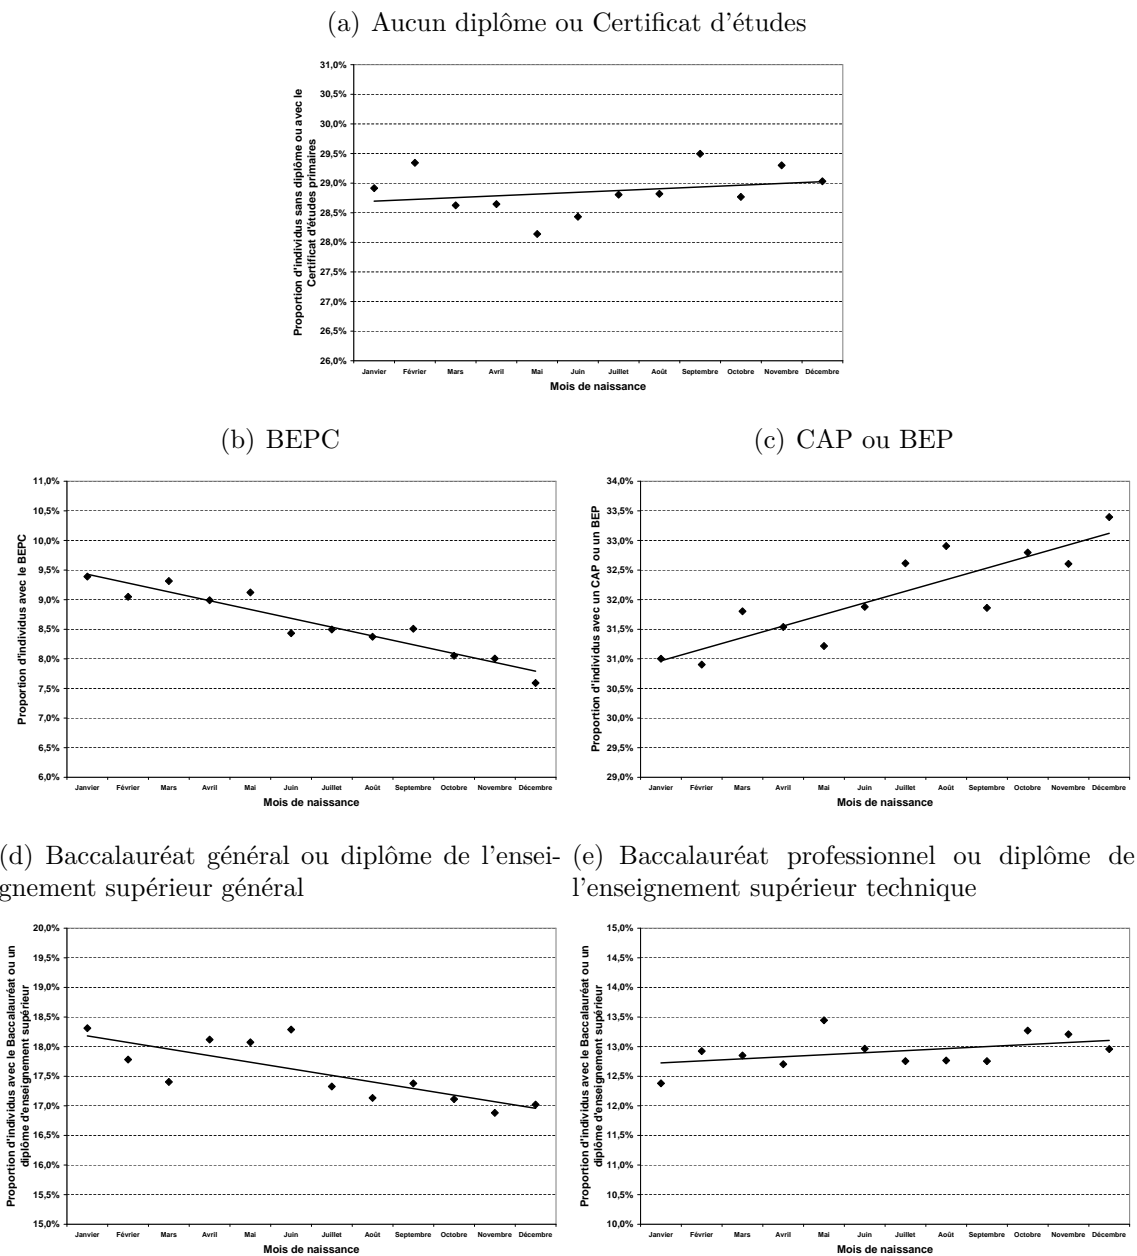 (a) Aucun diplôme ou Certificat d'études
Proportion d'individus sans diplôme ou avec le
Certificat d'études primaires
31,0%
30,5%
30,0%
29,5%
29,0%
28,5%
28,0%
27,5%
27,0%
26,5%
26,0%
Janvier Février Mars Avril Mai Juin Juillet Août Septembre Octobre Novembre Décembre
Mois de naissance
(b) BEPC
Proportion d'individus avec le BEPC
11,0%
10,5%
10,0%
9,5%
9,0%
8,5%
8,0%
7,5%
7,0%
6,5%
6,0%
Janvier Février Mars Avril Mai Juin Juillet Août Septembre Octobre Novembre Décembre
Mois de naissance
(c) CAP ou BEP
Proportion d'individus avec un CAP ou un BEP
34,0%
33,5%
33,0%
32,5%
32,0%
31,5%
31,0%
30,5%
30,0%
29,5%
29,0%
Janvier Février Mars Avril Mai Juin Juillet Août Septembre Octobre Novembre Décembre
Mois de naissance
(d) Baccalauréat général ou diplôme de l'ensei-
gnement supérieur général
Proportion d'individus avec le Baccalauréat ou un
diplôme d'enseignement supérieur
20,0%
19,5%
19,0%
18,5%
18,0%
17,5%
17,0%
16,5%
16,0%
15,5%
15,0%
Janvier Février Mars Avril Mai Juin Juillet Août Septembre Octobre Novembre Décembre
Mois de naissance
(e) Baccalauréat professionnel ou diplôme de
l'enseignement supérieur technique
Proportion d'individus avec le Baccalauréat ou un
diplôme d'enseignement supérieur
15,0%
14,5%
14,0%
13,5%
13,0%
12,5%
12,0%
11,5%
11,0%
10,5%
10,0%
Janvier Février Mars Avril Mai Juin Juillet Août Septembre Octobre Novembre Décembre
Mois de naissance